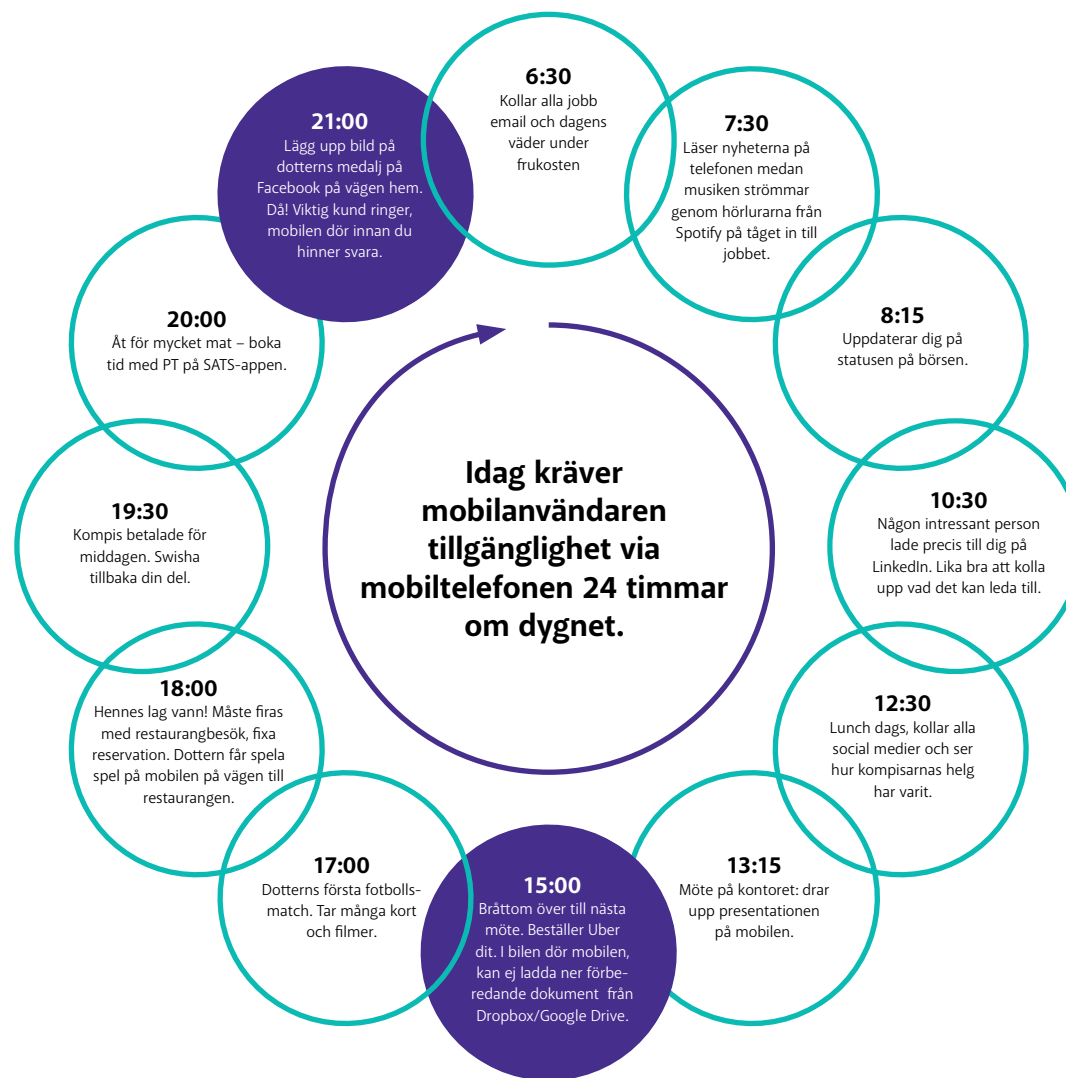 6:30
Kollar alla jobb
email och dagens
väder under
frukosten
7:30
Läser nyheterna på
telefonen medan
musiken strömmar
genom hörlurarna från
Spotify på tåget in till
jobbet.
8:15
Uppdaterar dig på
statusen på börsen.
10:30
Någon intressant person
lade precis till dig på
LinkedIn. Lika bra att kolla
upp vad det kan leda till.
12:30
Lunch dags, kollar alla
social medier och ser
hur kompisarnas helg
har varit.
13:15
Möte på kontoret: drar
upp presentationen
på mobilen.
15:00
Bråttom över till nästa
möte. Beställer Uber
dit. I bilen dör mobilen,
kan ej ladda ner förbe-
redande dokument från
Dropbox/Google Drive.
17:00
Dotterns första fotbolls-
match. Tar många kort
och filmer.
18:00
Hennes lag vann! Måste firas
med restaurangbesök, fixa
reservation. Dottern får spela
spel på mobilen på vägen till
restaurangen.
19:30
Kompis betalade för
middagen. Swisha
tillbaka din del.
20:00
Åt för mycket mat – boka
tid med PT på SATS-appen.
21:00
Lägg upp bild på
dotterns medalj på
Facebook på vägen hem.
Då! Viktig kund ringer,
mobilen dör innan du
hinner svara.
Idag kräver
mobilanvändaren
tillgänglighet via
mobiltelefonen 24 timmar
om dygnet.